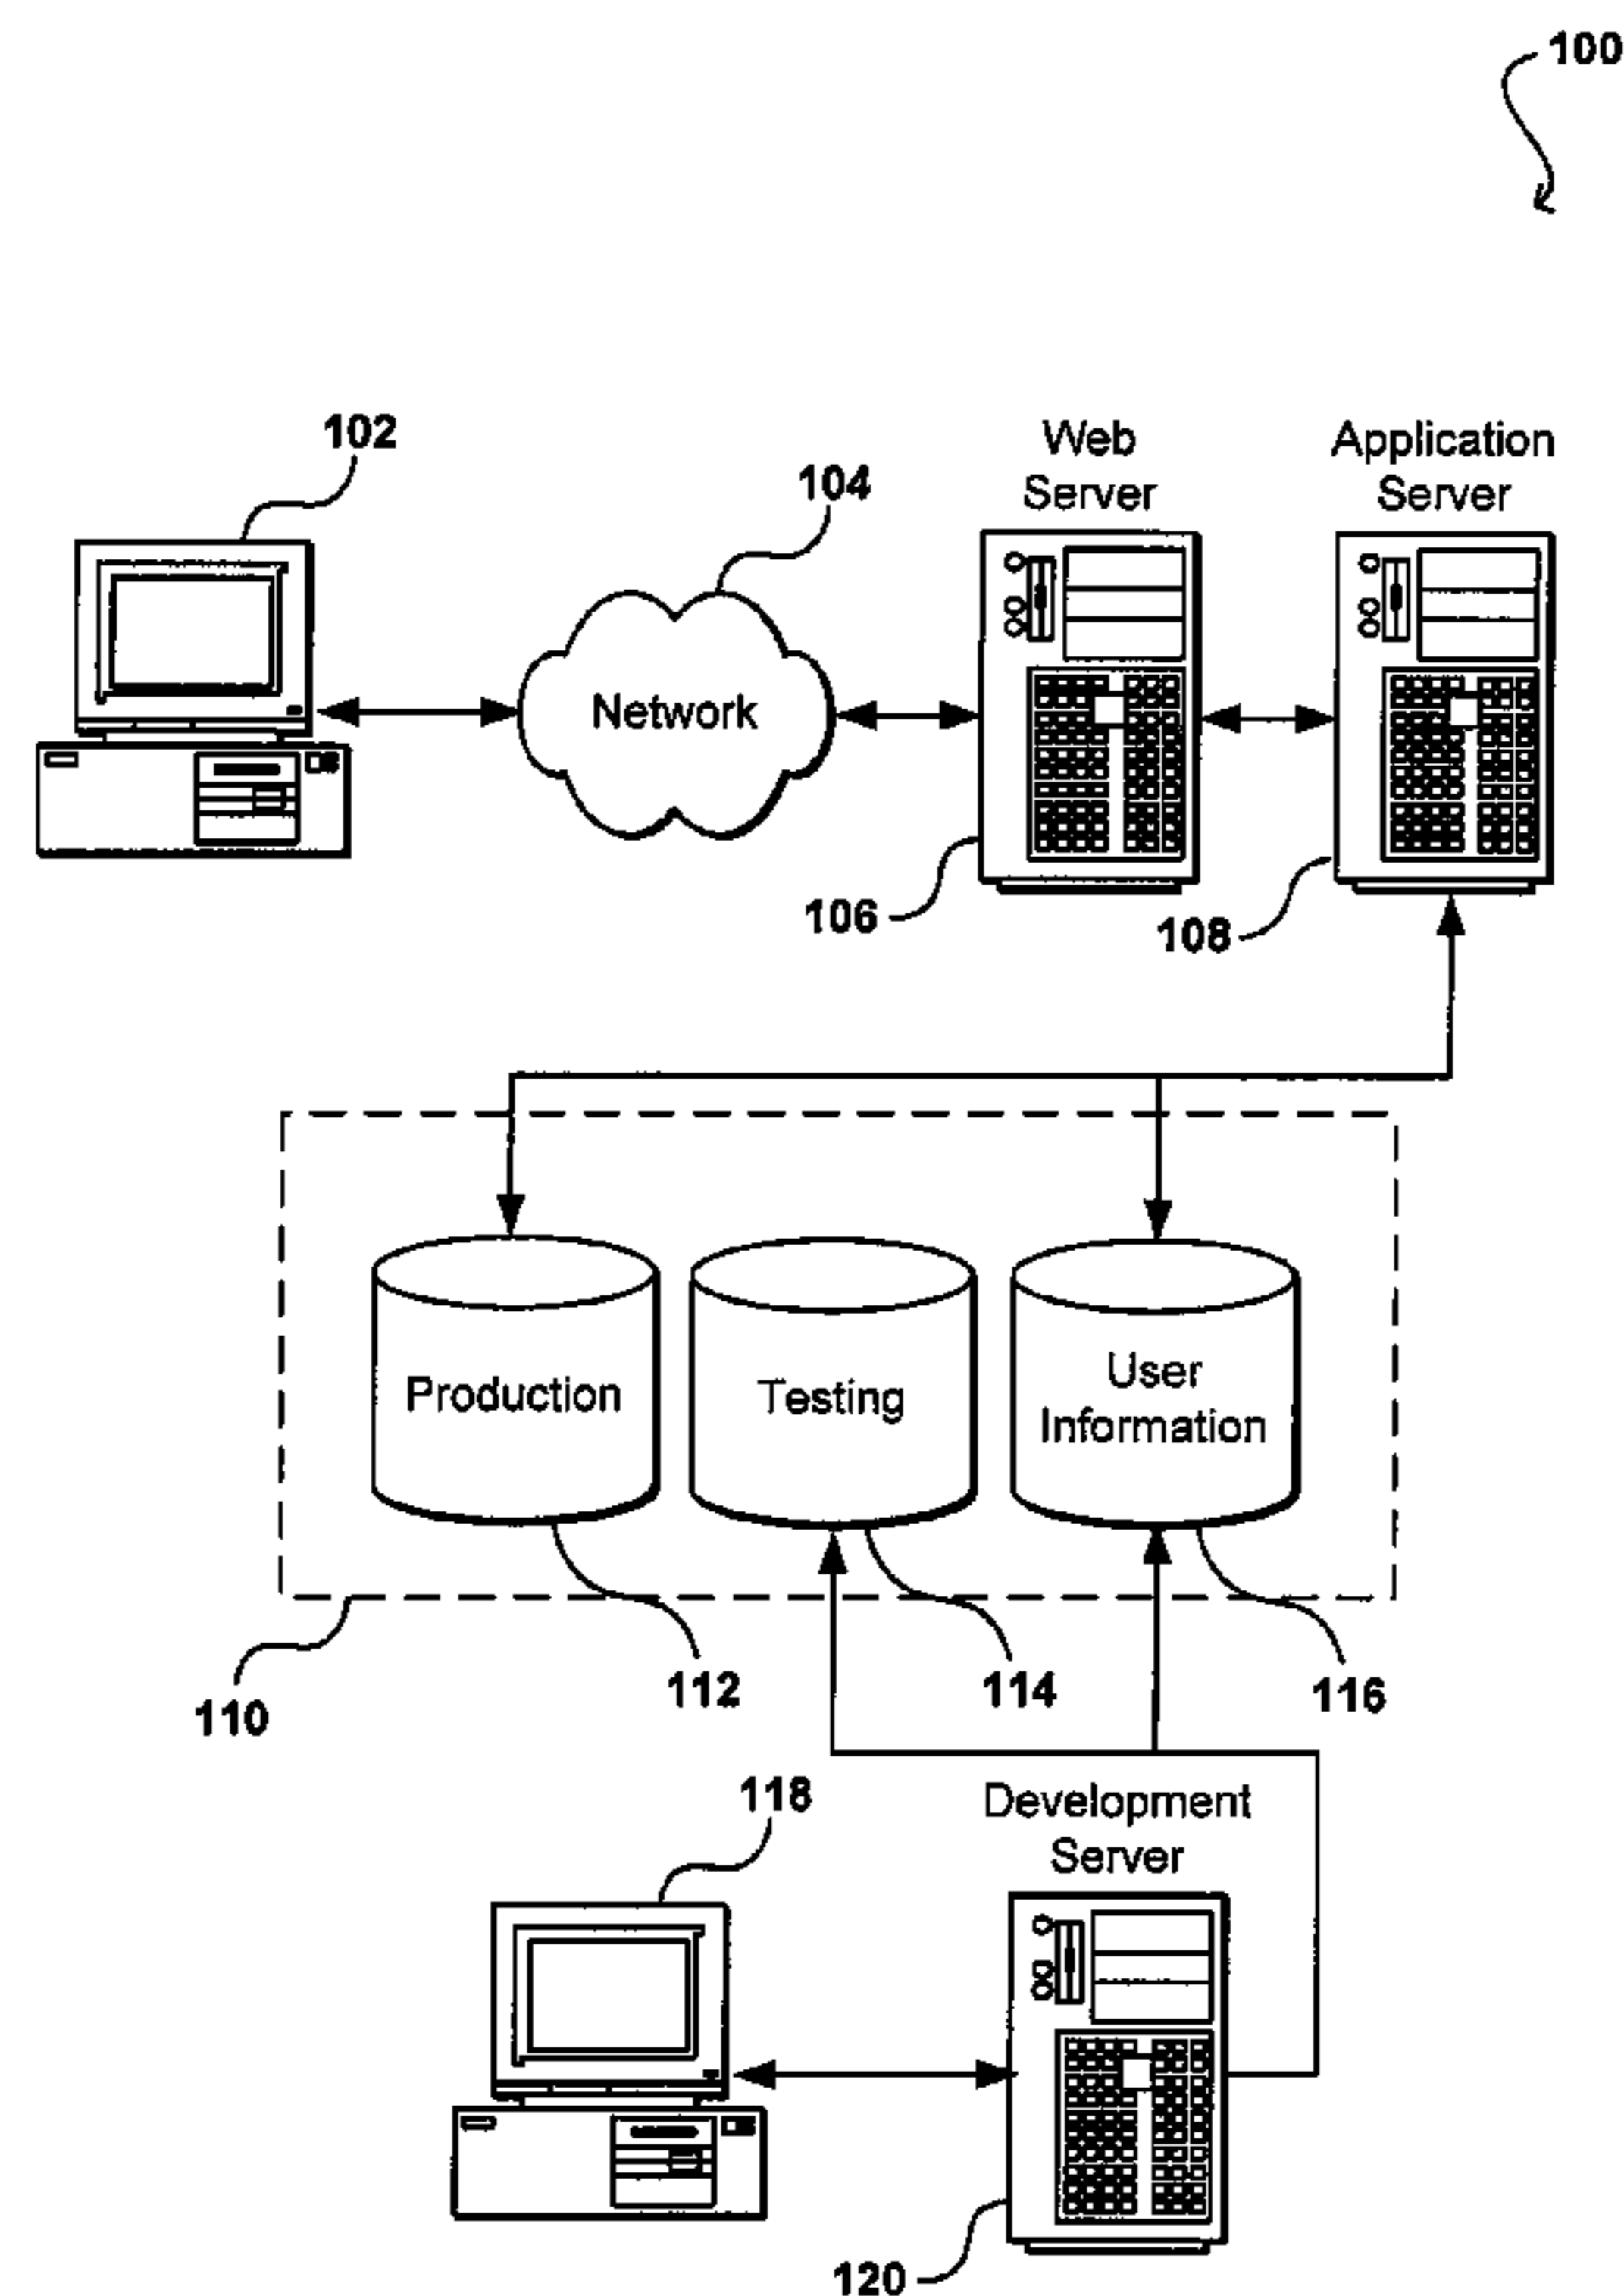 100
102
104
Web
Server
Application
Server
Network
106
108
Production
Testing
User
Information
110
112
114
116
118
Development
Server
120